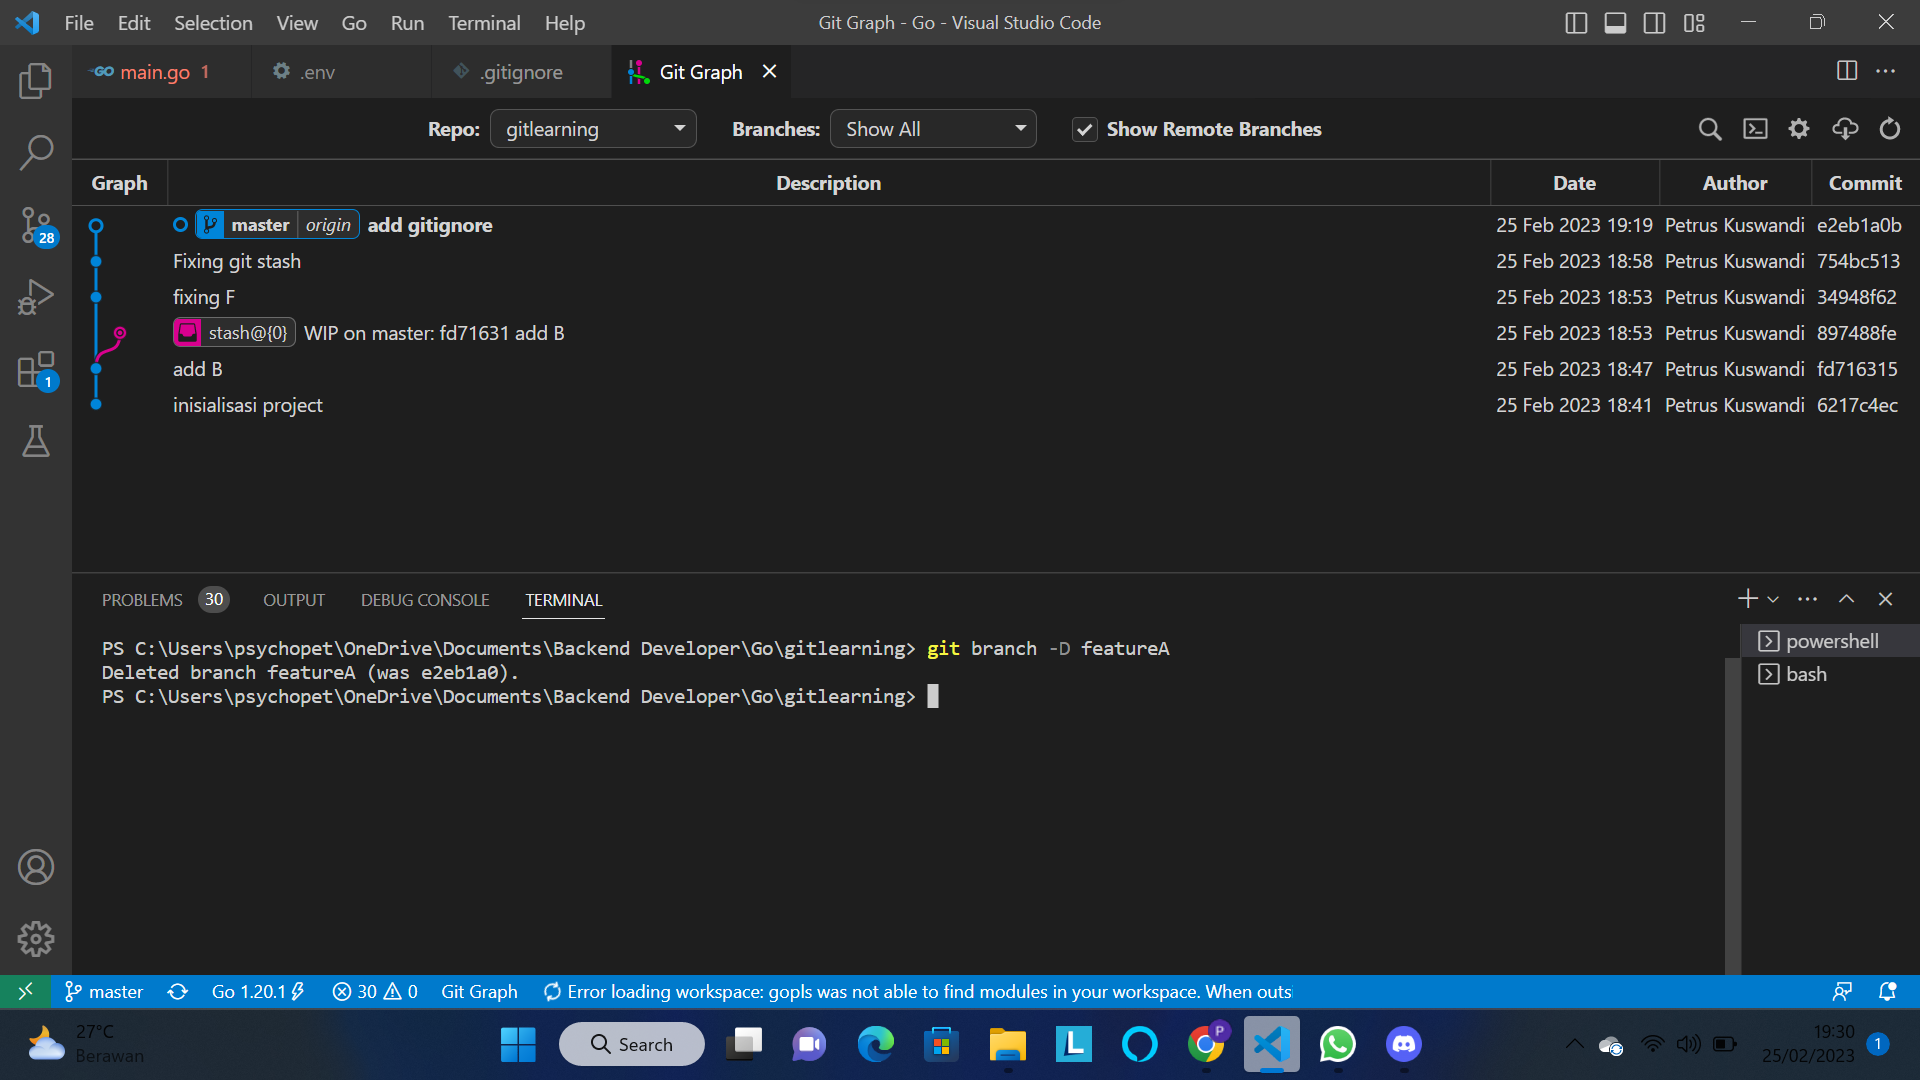 File Edit Selection View Go Run Terminal Help Git Graph - Go - Visual Studio Code
GO main.go 1 .env .gitignore Git Graph
Repo: gitlearning Branches: Show All Show Remote Branches
Graph Description Date Author Commit
master origin add gitignore 25 Feb 2023 19:19 Petrus Kuswandi e2eb1a0b
Fixing git stash 25 Feb 2023 18:58 Petrus Kuswandi 754bc513
fixing F 25 Feb 2023 18:53 Petrus Kuswandi 34948f62
stash@{0} WIP on master: fd71631 add B 25 Feb 2023 18:53 Petrus Kuswandi 897488fe
add B 25 Feb 2023 18:47 Petrus Kuswandi fd716315
inisialisasi project 25 Feb 2023 18:41 Petrus Kuswandi 6217c4ec
28
1
PROBLEMS 30 OUTPUT DEBUG CONSOLE TERMINAL
PS C:\Users\psychopet\OneDrive\Documents\Backend Developer\Go\gitlearning> git branch -D featureA
Deleted branch featureA (was e2eb1a0).
PS C:\Users\psychopet\OneDrive\Documents\Backend Developer\Go\gitlearning>
powershell
bash
master Go 1.20.1 30 0 Git Graph Error loading workspace: gopls was not able to find modules in your workspace. When outs
27°C
Berawan
Search
L
P
19:30
25/02/2023
1